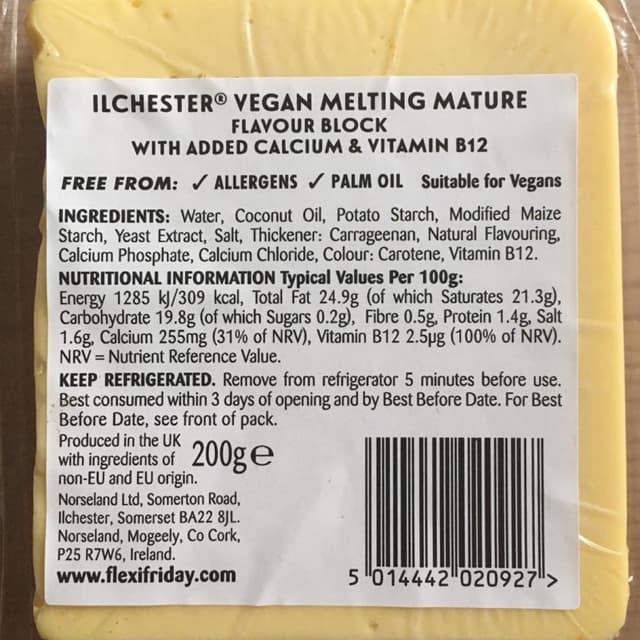 ILCHESTER® VEGAN MELTING MATURE
FLAVOUR BLOCK
WITH ADDED CALCIUM & VITAMIN B12
FREE FROM: ✓ ALLERGENS ✓ PALM OIL Suitable for Vegans
INGREDIENTS: Water, Coconut Oil, Potato Starch, Modified Maize
Starch, Yeast Extract, Salt, Thickener: Carrageenan, Natural Flavouring,
Calcium Phosphate, Calcium Chloride, Colour: Carotene, Vitamin B12.
NUTRITIONAL INFORMATION Typical Values Per 100g:
Energy 1285 kJ/309 kcal, Total Fat 24.9g (of which Saturates 21.3g),
Carbohydrate 19.8g (of which Sugars 0.2g), Fibre 0.5g, Protein 1.4g, Salt
1.6g, Calcium 255mg (31% of NRV), Vitamin B12 2.5µg (100% of NRV).
NRV = Nutrient Reference Value.
KEEP REFRIGERATED. Remove from refrigerator 5 minutes before use.
Best consumed within 3 days of opening and by Best Before Date. For Best
Before Date, see front of pack.
Produced in the UK
with ingredients of
non-EU and EU origin.
200g℮
Norseland Ltd, Somerton Road,
Ilchester, Somerset BA22 8JL.
Norseland, Mogeely, Co Cork,
P25 R7W6, Ireland.
www.flexifriday.com
5 014442 020927 >